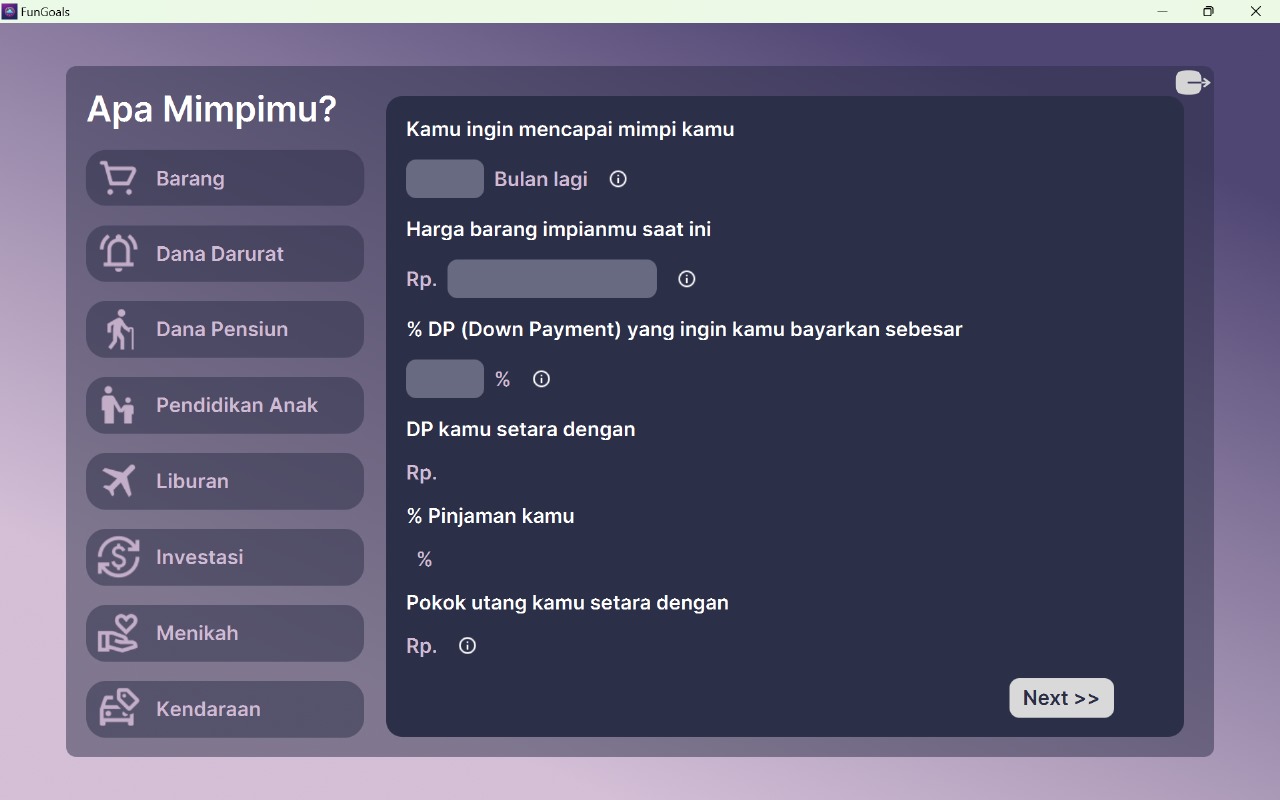 FunGoals
Apa Mimpimu?
Barang
Dana Darurat
Dana Pensiun
Pendidikan Anak
Liburan
Investasi
Menikah
Kendaraan
Kamu ingin mencapai mimpi kamu
Bulan lagi
Harga barang impianmu saat ini
Rp.
% DP (Down Payment) yang ingin kamu bayarkan sebesar
%
DP kamu setara dengan
Rp.
% Pinjaman kamu
%
Pokok utang kamu setara dengan
Rp.
Next >>